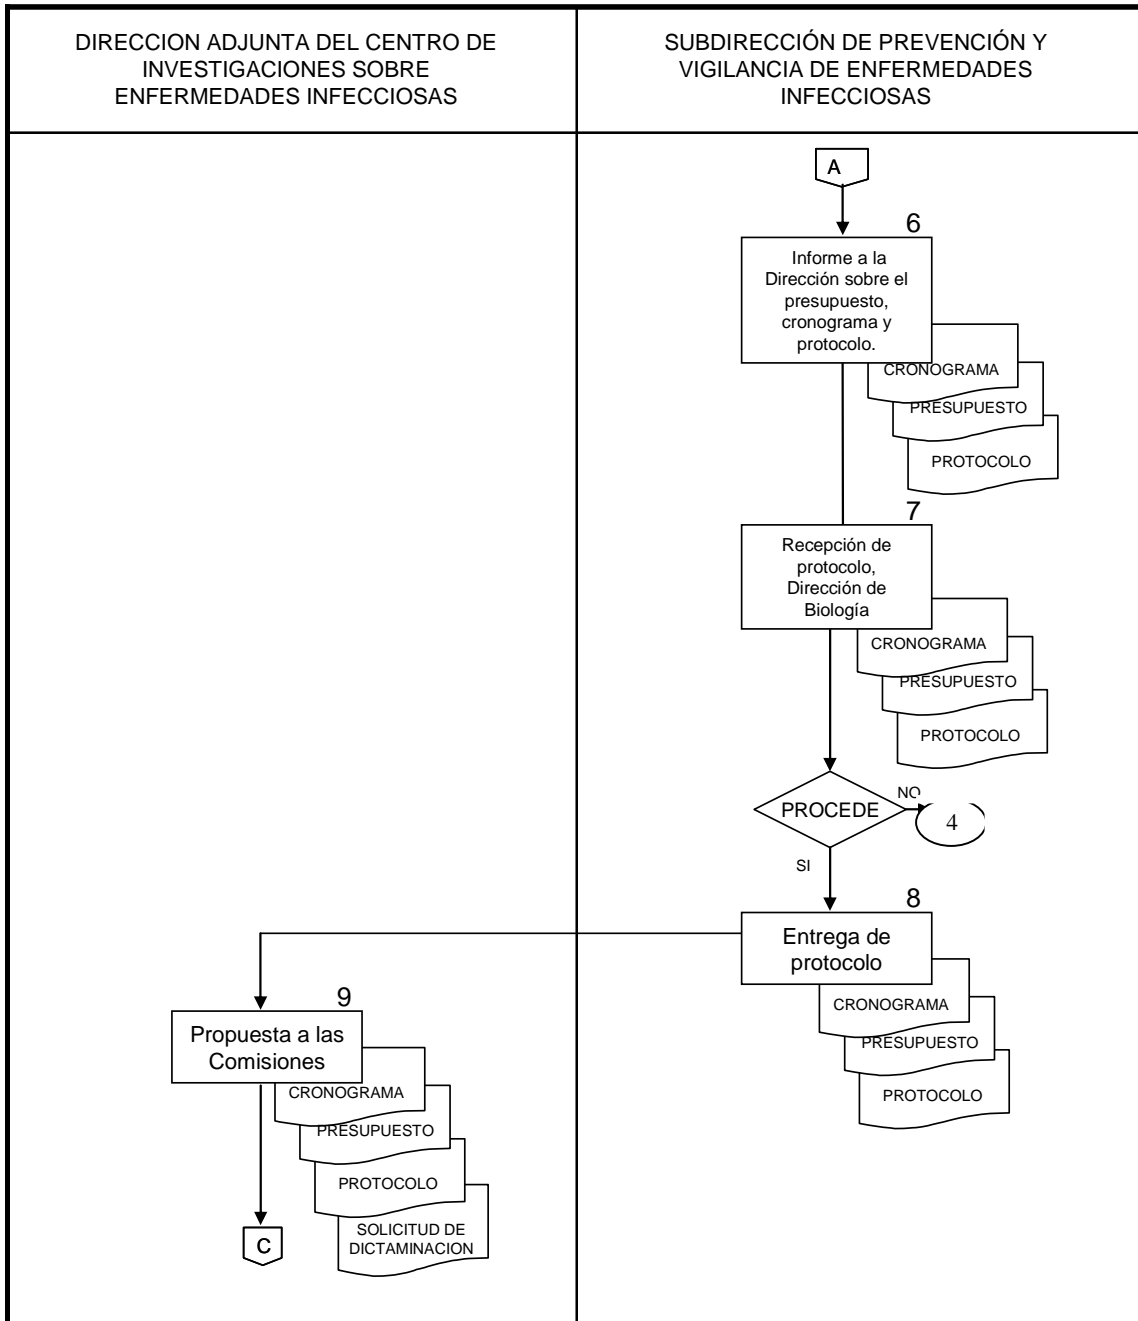 DIRECCION ADJUNTA DEL CENTRO DE
INVESTIGACIONES SOBRE
ENFERMEDADES INFECCIOSAS
SUBDIRECCIÓN DE PREVENCIÓN Y
VIGILANCIA DE ENFERMEDADES
INFECCIOSAS
A
6
Informe a la
Dirección sobre el
presupuesto,
cronograma y
protocolo.
CRONOGRAMA
PRESUPUESTO
PROTOCOLO
7
Recepción de
protocolo,
Dirección de
Biología
CRONOGRAMA
PRESUPUESTO
PROTOCOLO
PROCEDE
NO
4
SI
8
Entrega de
protocolo
CRONOGRAMA
PRESUPUESTO
PROTOCOLO
9
Propuesta a las
Comisiones
CRONOGRAMA
PRESUPUESTO
PROTOCOLO
SOLICITUD DE
DICTAMINACION
C